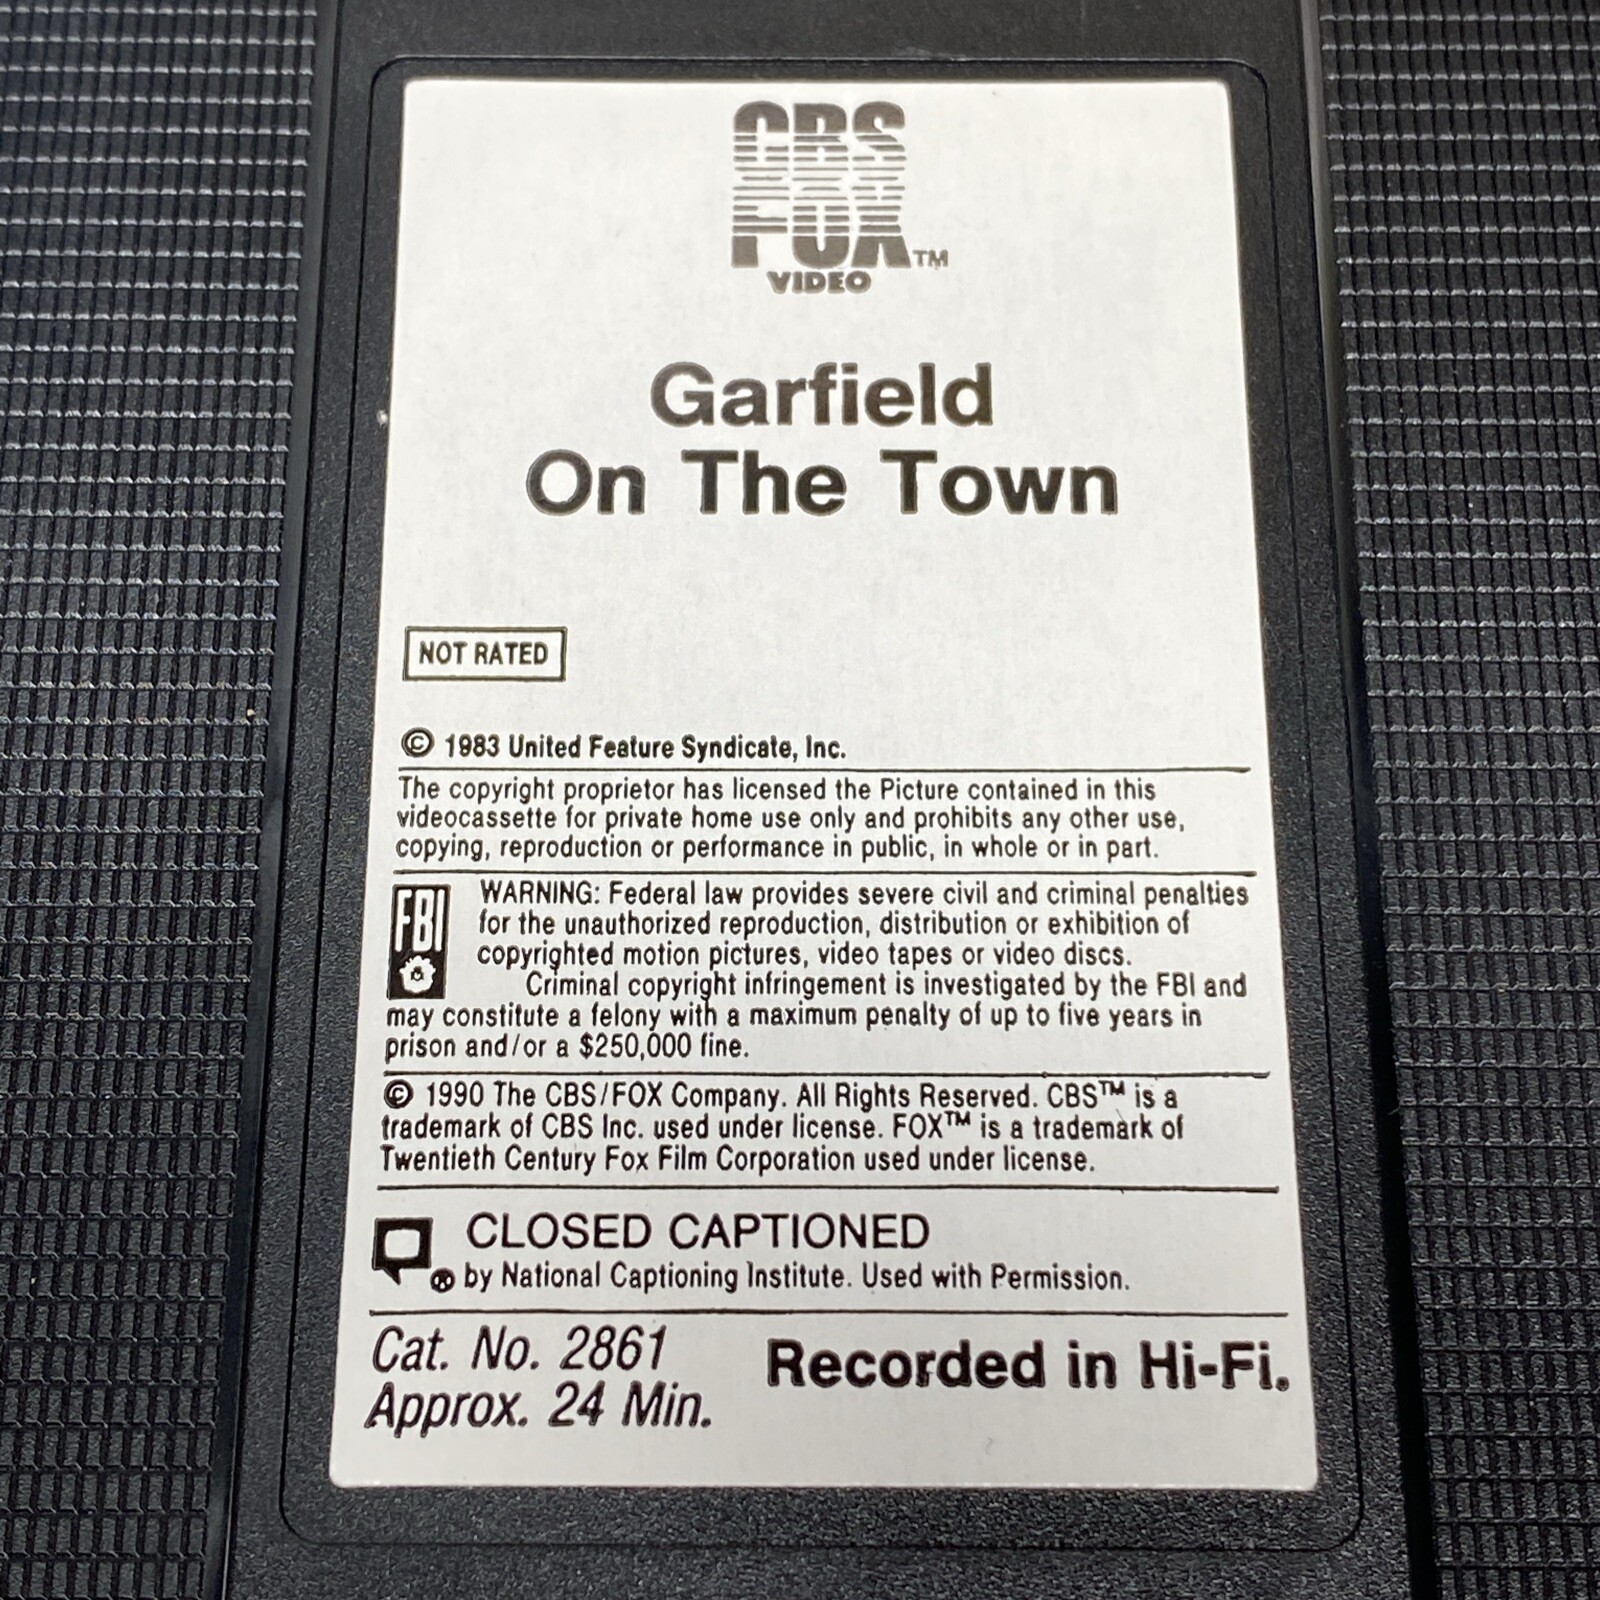 CBS
FOX™
VIDEO
Garfield
On The Town
NOT RATED
© 1983 United Feature Syndicate, Inc.
The copyright proprietor has licensed the Picture contained in this
videocassette for private home use only and prohibits any other use,
copying, reproduction or performance in public, in whole or in part.
FBI
WARNING: Federal law provides severe civil and criminal penalties
for the unauthorized reproduction, distribution or exhibition of
copyrighted motion pictures, video tapes or video discs.
Criminal copyright infringement is investigated by the FBI and
may constitute a felony with a maximum penalty of up to five years in
prison and/or a $250,000 fine.
© 1990 The CBS/FOX Company. All Rights Reserved. CBS™ is a
trademark of CBS Inc. used under license. FOX™ is a trademark of
Twentieth Century Fox Film Corporation used under license.
CLOSED CAPTIONED
® by National Captioning Institute. Used with Permission.
Cat. No. 2861
Approx. 24 Min.
Recorded in Hi-Fi.